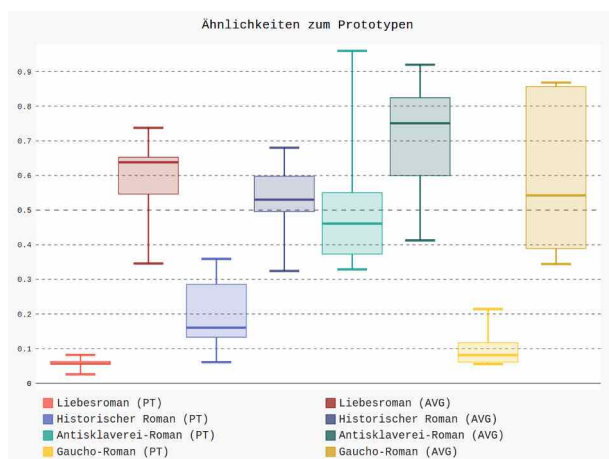 Ähnlichkeiten zum Prototypen
0.9
0.8
0.7
0.6
0.5
0.4
0.3
0.2
0.1
0
Liebesroman (PT)
Liebesroman (AVG)
Historischer Roman (PT)
Historischer Roman (AVG)
Antisklaverei-Roman (PT)
Antisklaverei-Roman (AVG)
Gaucho-Roman (PT)
Gaucho-Roman (AVG)